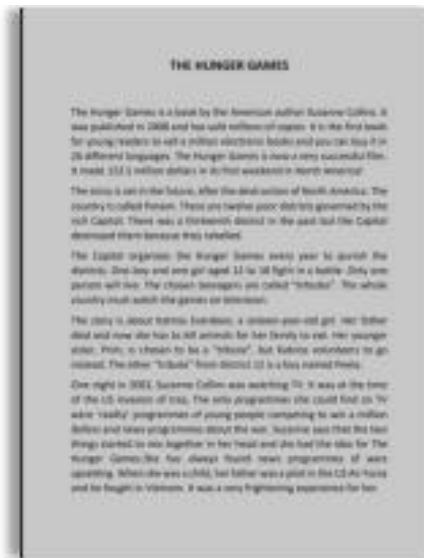 THE HUNGER GAMES
The Hunger Games is a book by the American author Suzanne Collins. It
was published in 2008 and has sold millions of copies. It is the first book
for young readers to sell a million electronic books and you can buy it in
26 different languages. The Hunger Games is now a very successful film.
It made 152.5 million dollars in its first weekend in North America!
The story is set in the future, after the destruction of North America. The
country is called Panem. There are twelve poor districts governed by the
rich Capitol. There was a thirteenth district in the past but the Capitol
destroyed them because they rebelled.
The Capitol organises the Hunger Games every year to punish the
districts. One boy and one girl aged 12 to 18 fight in a battle. Only one
person will live. The chosen teenagers are called "tributes". The whole
country must watch the games on television.
The story is about Katniss Everdeen, a sixteen-year-old girl. Her father
died and now she has to kill animals for her family to eat. Her younger
sister, Prim, is chosen to be a "tribute", but Katniss volunteers to go
instead. The other "tribute" from district 12 is a boy named Peeta.
One night in 2003, Suzanne Collins was watching TV. It was at the time
of the US invasion of Iraq. The only programmes she could find on TV
were 'reality' programmes of young people competing to win a million
dollars and news programmes about the war. Suzanne says that the two
things started to mix together in her head and she had the idea for The
Hunger Games. She has always found news programmes of wars
upsetting. When she was a child, her father was a pilot in the US Air Force
and he fought in Vietnam. It was a very frightening experience for her.